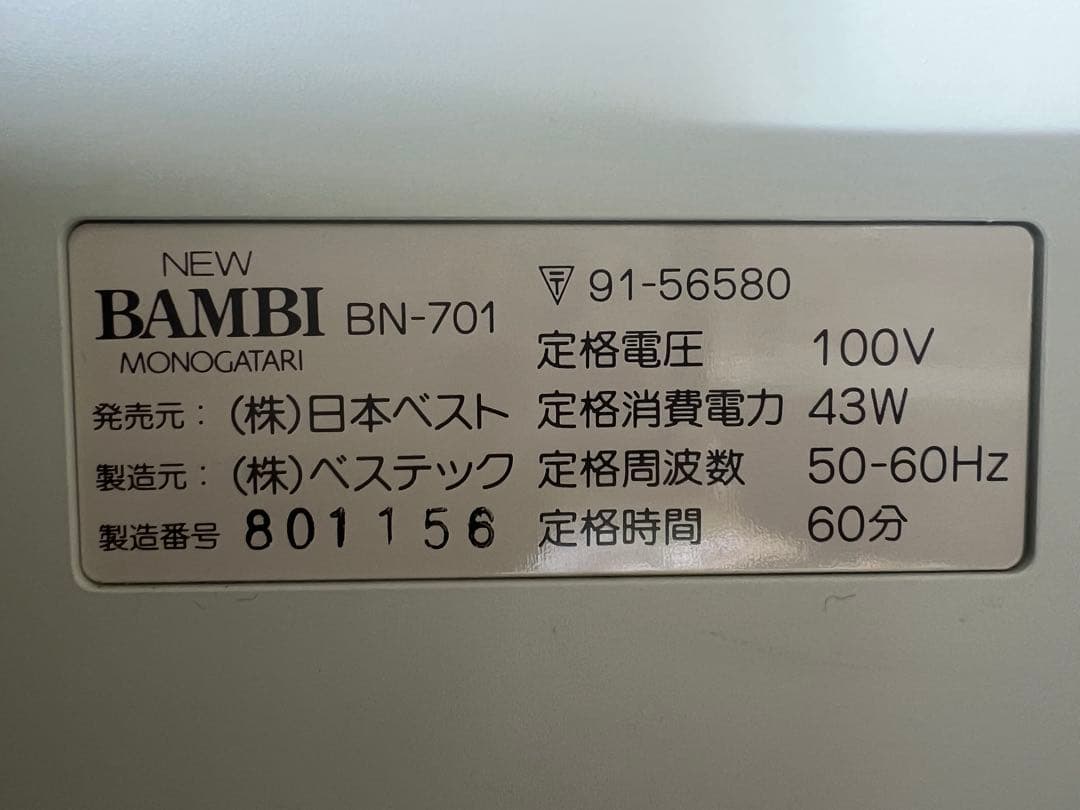 NEW
BAMBI BN-701
MONOGATARI
発売元：(株)日本ベスト
製造元：(株)ベステック
製造番号 801156
〒 91-56580
定格電圧 100V
定格消費電力 43W
定格周波数 50-60Hz
定格時間 60分